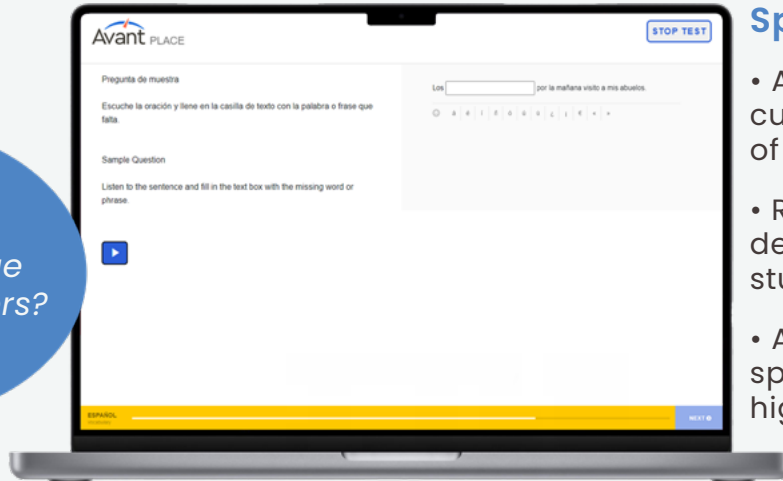 Avant PLACE
STOP TEST
Pregunta de muestra
Escuche la oración y llene en la casilla de texto con la palabra o frase que
falta.
Sample Question
Listen to the sentence and fill in the text box with the missing word or
phrase.
Los por la mañana visito a mis abuelos.
ESPAÑOL
NEXT
Sp
• A
cu
of
• R
de
stu
• A
sp
hig
ue
rs?